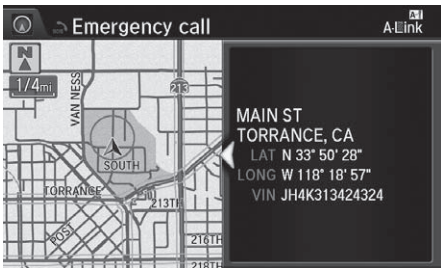 Emergency call
A-Link
N
1/4mi
VAN NESS
213
SOUTH
TORRANCE
213TH
POST
216TH
218TH
MAIN ST
TORRANCE, CA
LAT N 33° 50' 28"
LONG W 118° 18' 57"
VIN JH4K313424324